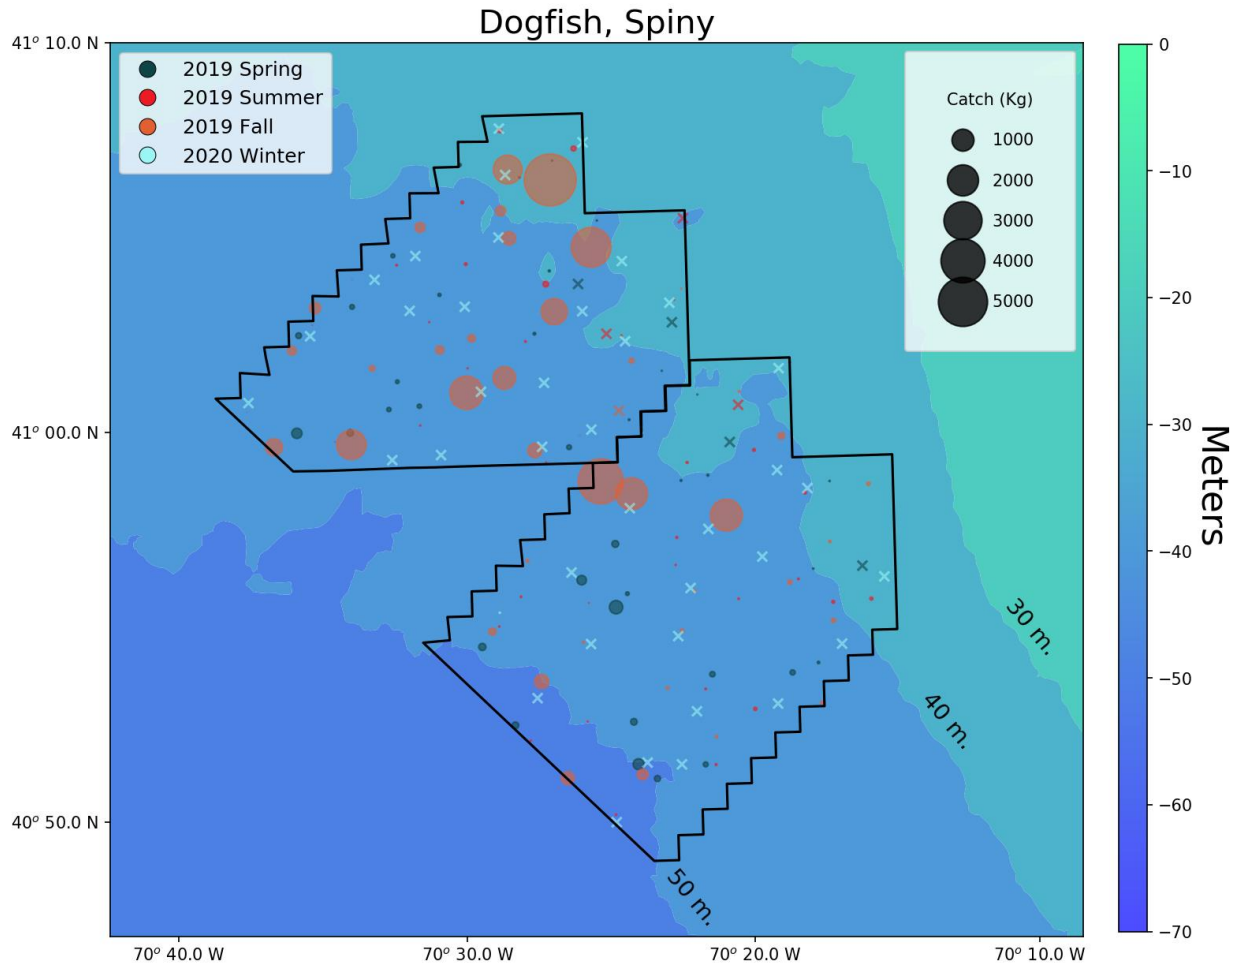 Dogfish, Spiny
41° 10.0 N
41° 00.0 N
40° 50.0 N
2019 Spring
2019 Summer
2019 Fall
2020 Winter
Catch (Kg)
1000
2000
3000
4000
5000
30 m.
40 m.
50 m.
70° 40.0 W
70° 30.0 W
70° 20.0 W
70° 10.0 W
0
−10
−20
−30
−40
−50
−60
−70
Meters